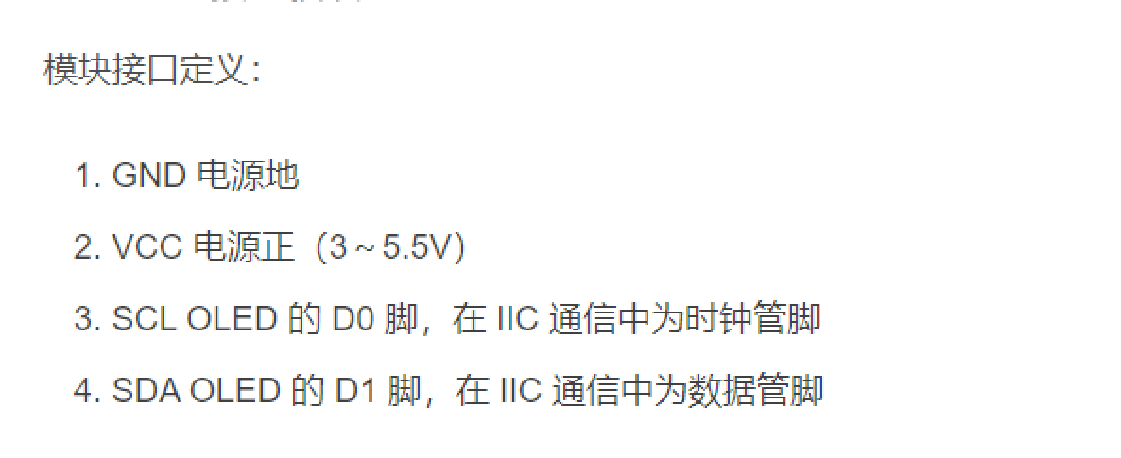 模块接口定义：
1. GND 电源地
2. VCC 电源正（3～5.5V）
3. SCL OLED 的 D0 脚，在 IIC 通信中为时钟管脚
4. SDA OLED 的 D1 脚，在 IIC 通信中为数据管脚